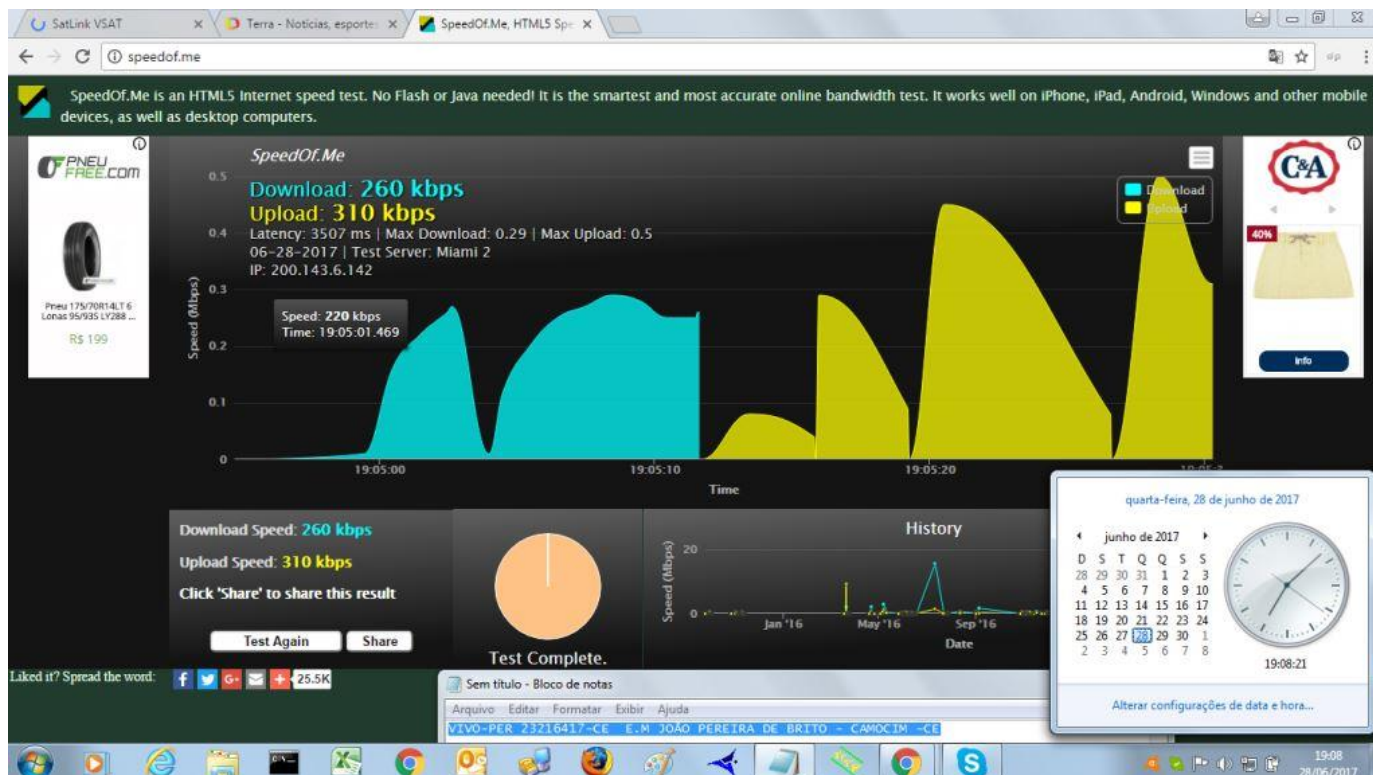 SatLink VSAT
Terra - Notícias, esporte
SpeedOf.Me, HTML5 Spe
speedof.me
SpeedOf.Me is an HTML5 Internet speed test. No Flash or Java needed! It is the smartest and most accurate online bandwidth test. It works well on iPhone, iPad, Android, Windows and other mobile
devices, as well as desktop computers.
PNEU
FREE.COM
Pneu 175/70R14LT 6
Lonas 95/93S LY288 ...
R$ 199
SpeedOf.Me
Download: 260 kbps
Upload: 310 kbps
Latency: 3507 ms | Max Download: 0.29 | Max Upload: 0.5
06-28-2017 | Test Server: Miami 2
IP: 200.143.6.142
Speed: 220 kbps
Time: 19:05:01.469
Download
Upload
Speed (Mbps)
0.5
0.4
0.3
0.2
0.1
0
19:05:00
19:05:10
19:05:20
Time
C&A
40%
Info
Download Speed: 260 kbps
Upload Speed: 310 kbps
Click 'Share' to share this result
Test Again
Share
Test Complete.
History
Speed (Mbps)
20
0
Jan '16
May '16
Sep '16
Date
quarta-feira, 28 de junho de 2017
junho de 2017
D S T Q Q S S
28 29 30 31 1 2 3
4 5 6 7 8 9 10
11 12 13 14 15 16 17
18 19 20 21 22 23 24
25 26 27 28 29 30 1
2 3 4 5 6 7 8
19:08:21
Alterar configurações de data e hora...
Liked it? Spread the word:
25.5K
Sem título - Bloco de notas
Arquivo Editar Formatar Exibir Ajuda
VIVO-PER 23216417-CE E.M JOÃO PEREIRA DE BRITO - CAMOCIM -CE
19:08
28/06/2017